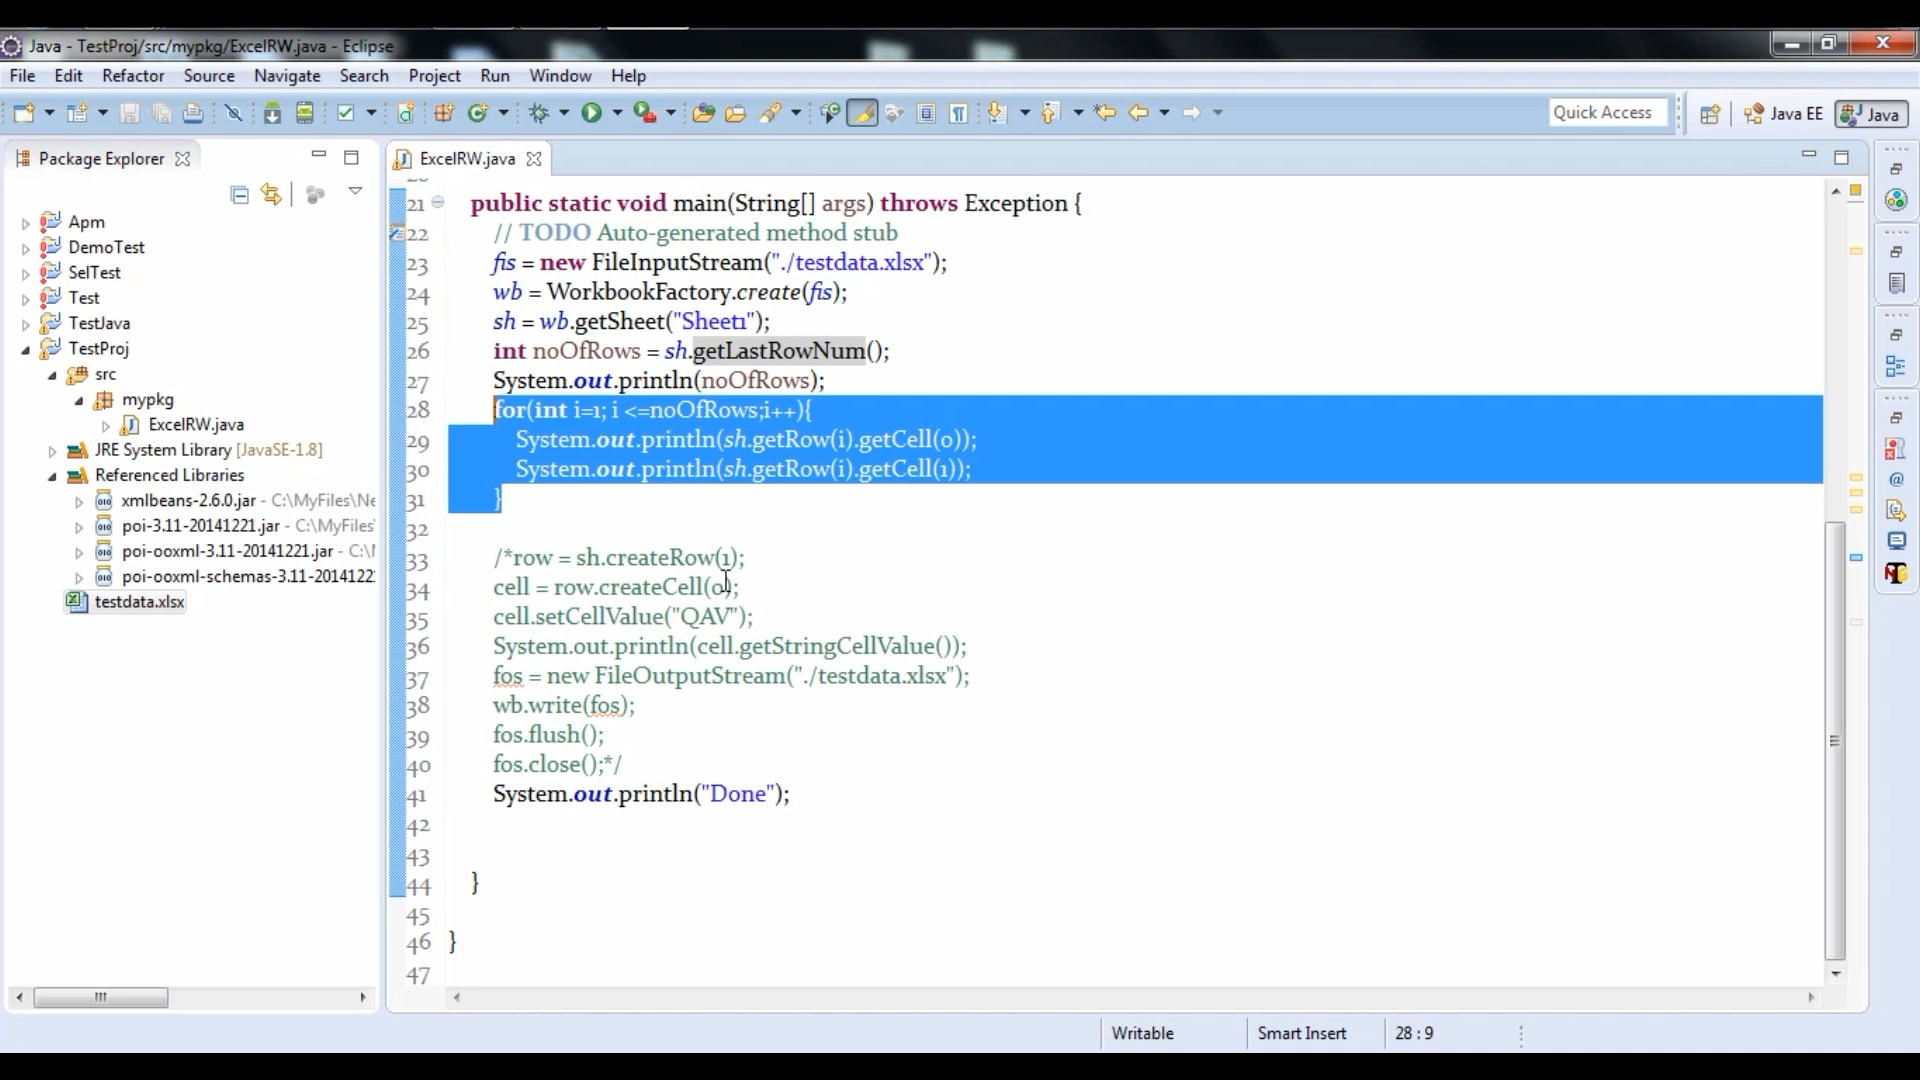 Java - TestProj/src/mypkg/ExcelRW.java - Eclipse
File Edit Refactor Source Navigate Search Project Run Window Help
Quick Access Java EE Java
Package Explorer
ExcelRW.java
Apm
DemoTest
SelTest
Test
TestJava
TestProj
src
mypkg
ExcelRW.java
JRE System Library [JavaSE-1.8]
Referenced Libraries
xmlbeans-2.6.0.jar - C:\MyFiles\Ne
poi-3.11-20141221.jar - C:\MyFiles\
poi-ooxml-3.11-20141221.jar - C:\
poi-ooxml-schemas-3.11-2014122
testdata.xlsx
21 public static void main(String[] args) throws Exception {
22 // TODO Auto-generated method stub
23 fis = new FileInputStream("./testdata.xlsx");
24 wb = WorkbookFactory.create(fis);
25 sh = wb.getSheet("Sheet1");
26 int noOfRows = sh.getLastRowNum();
27 System.out.println(noOfRows);
28 for(int i=1; i <=noOfRows;i++){
29 System.out.println(sh.getRow(i).getCell(0));
30 System.out.println(sh.getRow(i).getCell(1));
31 }
32
33 /*row = sh.createRow(1);
34 cell = row.createCell(0);
35 cell.setCellValue("QAV");
36 System.out.println(cell.getStringCellValue());
37 fos = new FileOutputStream("./testdata.xlsx");
38 wb.write(fos);
39 fos.flush();
40 fos.close();*/
41 System.out.println("Done");
42
43
44 }
45
46 }
47
Writable Smart Insert 28 : 9